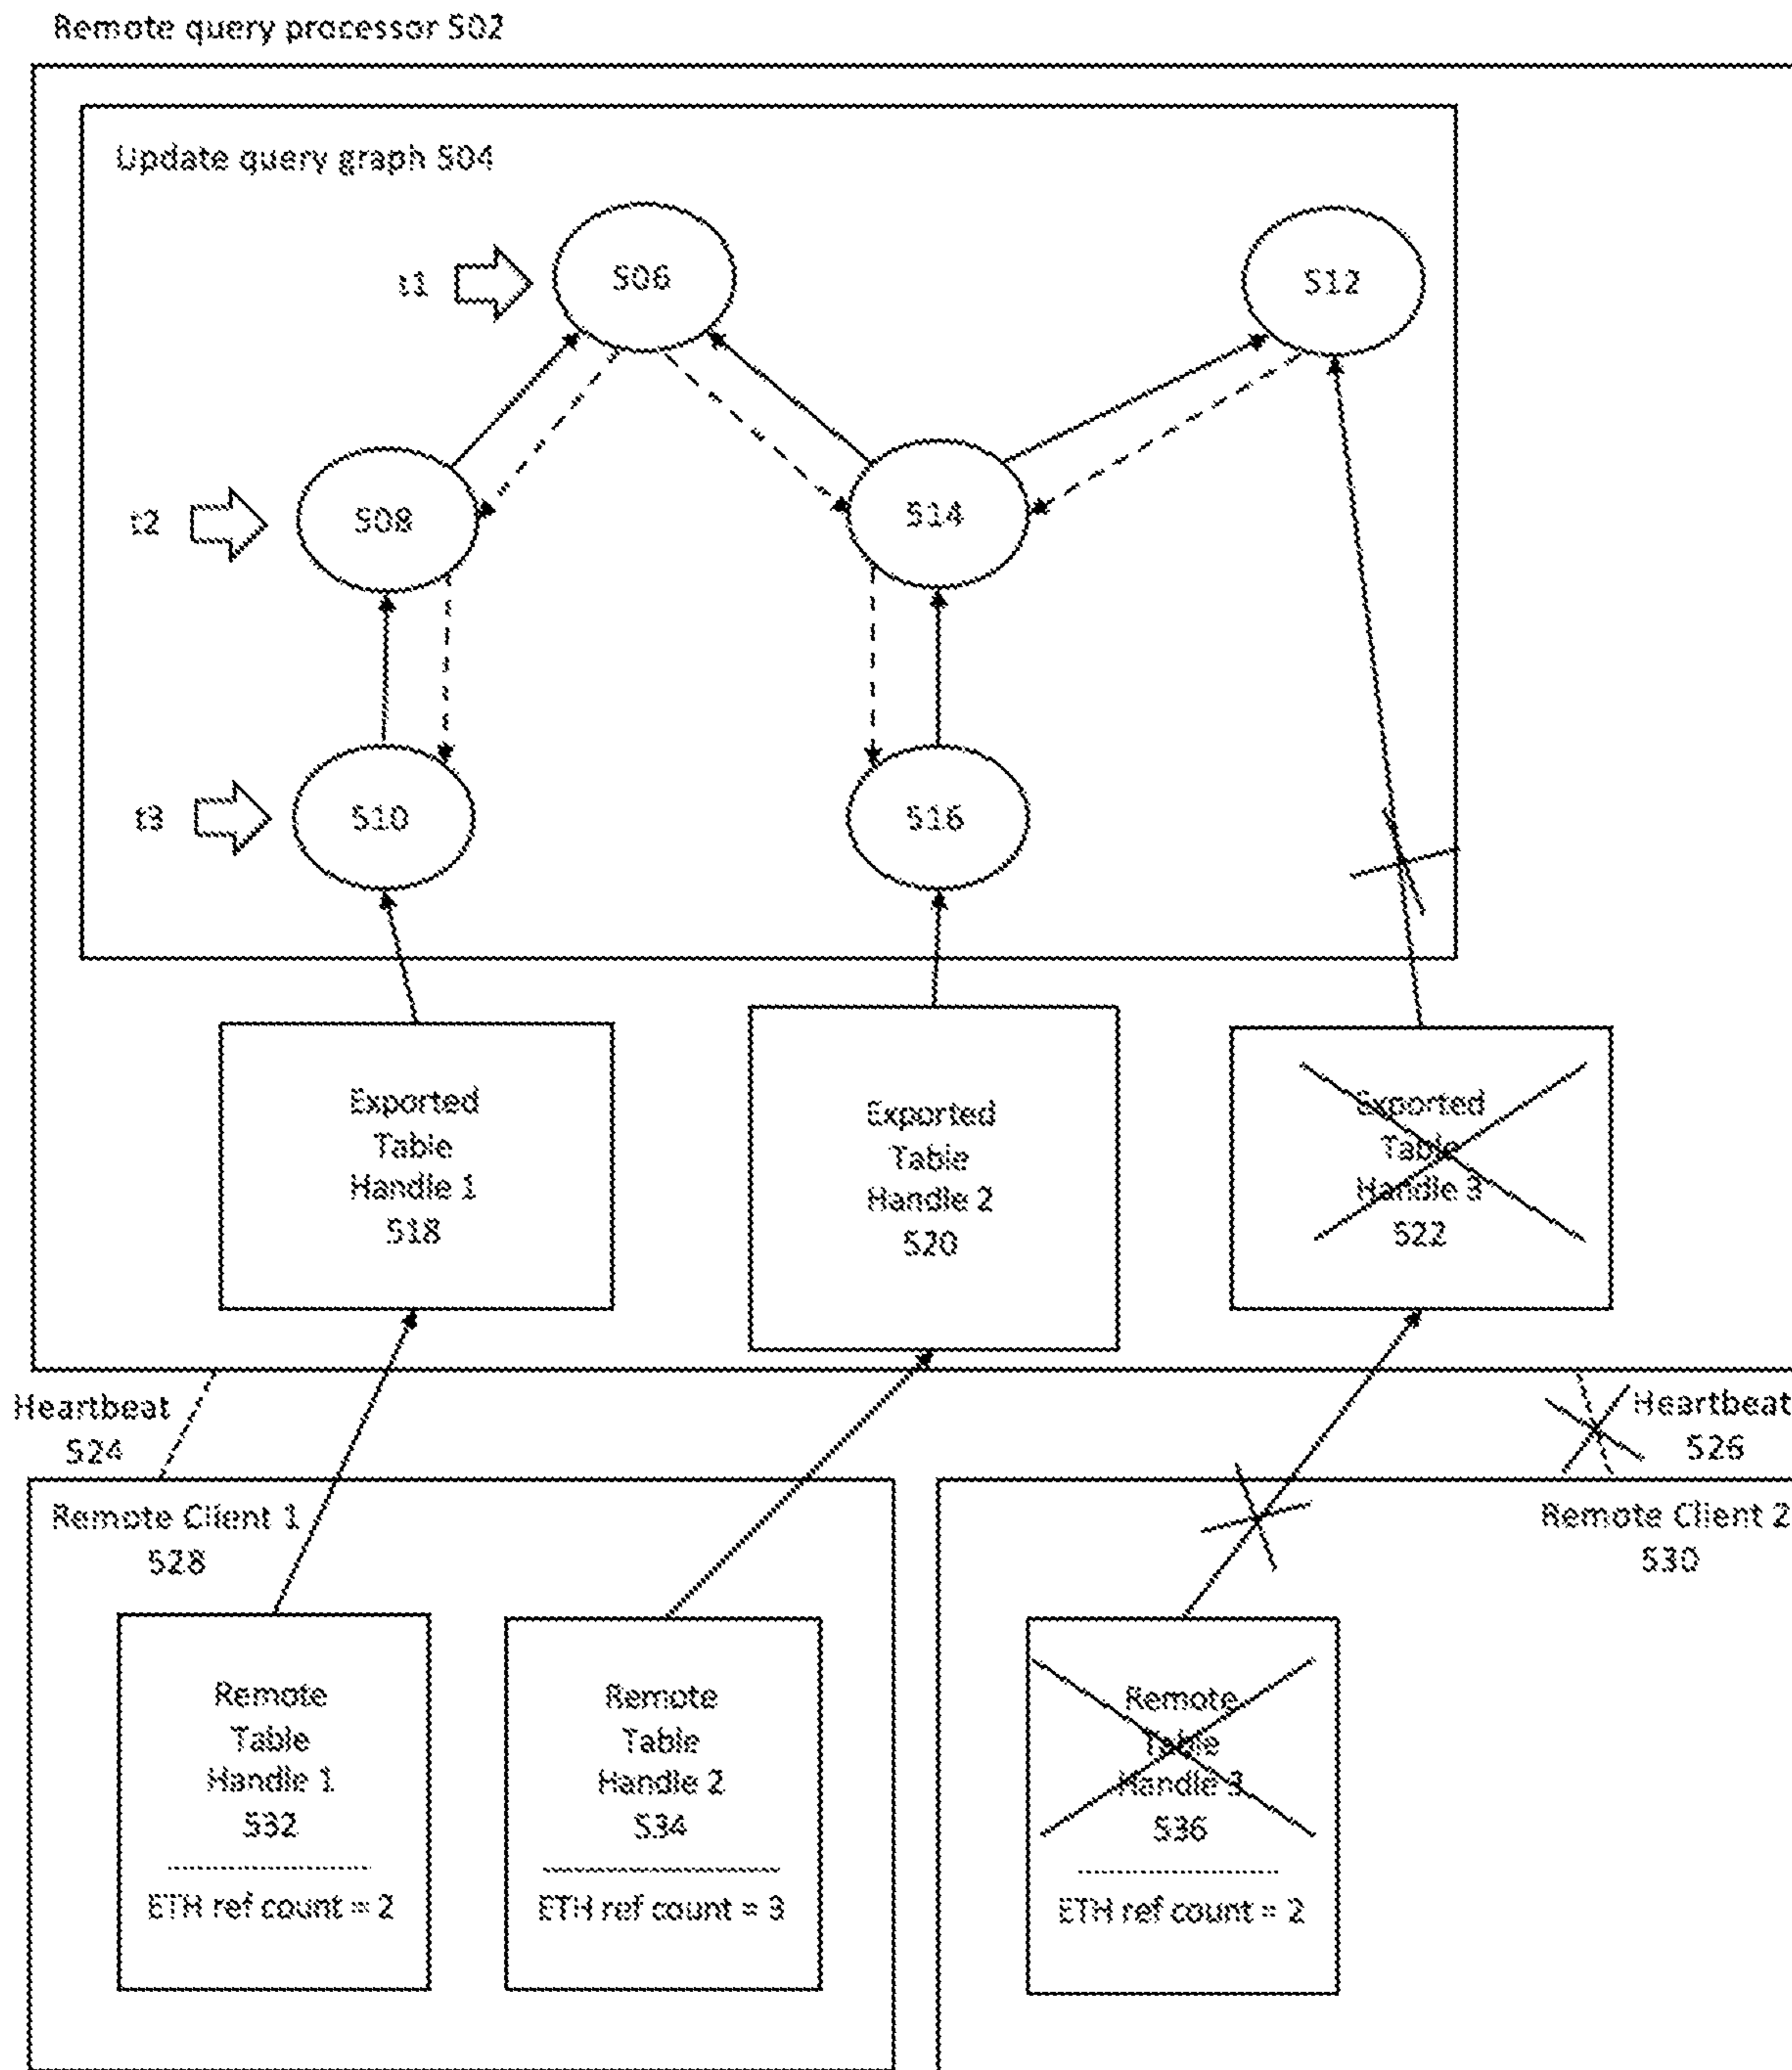 Remote query processor 502
Update query graph 504
t1
506
512
t2
508
514
t3
510
516
Exported
Table
Handle 1
518
Exported
Table
Handle 2
520
Exported
Table
Handle 3
522
Heartbeat
524
Heartbeat
526
Remote Client 1
528
Remote Client 2
530
Remote
Table
Handle 1
532
ETH ref count = 2
Remote
Table
Handle 2
534
ETH ref count = 3
Remote
Table
Handle 3
536
ETH ref count = 2